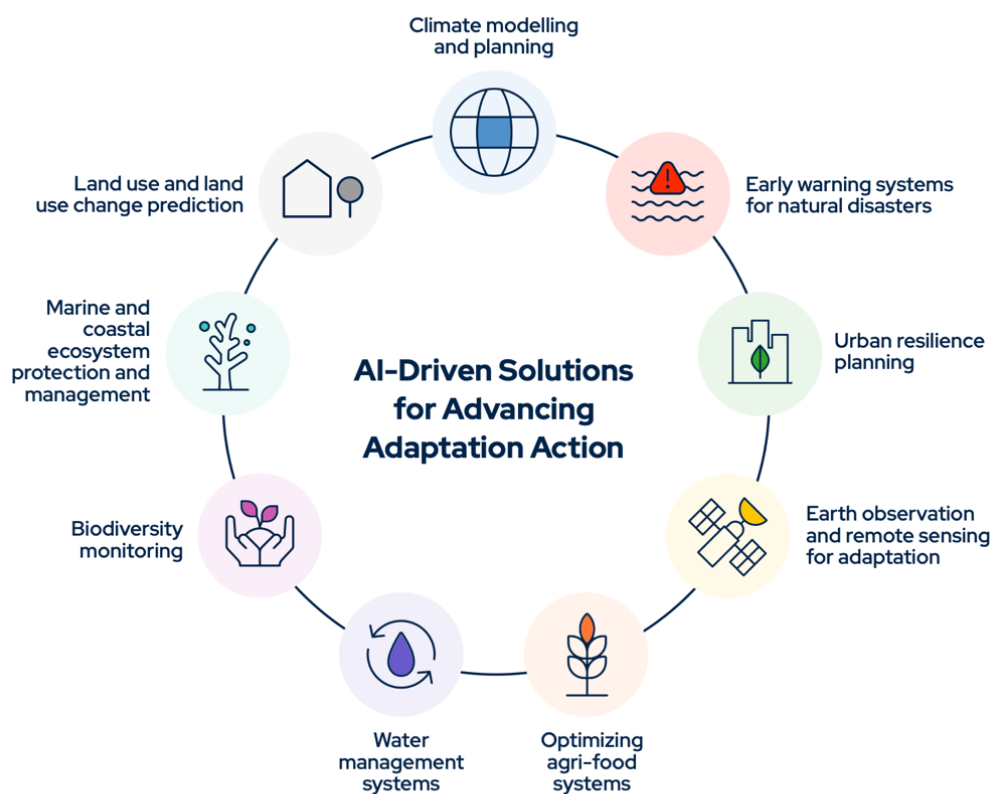 Climate modelling
and planning
Early warning systems
for natural disasters
Urban resilience
planning
Earth observation
and remote sensing
for adaptation
Optimizing
agri-food
systems
Water
management
systems
Biodiversity
monitoring
Marine and
coastal
ecosystem
protection and
management
Land use and land
use change prediction
AI-Driven Solutions
for Advancing
Adaptation Action